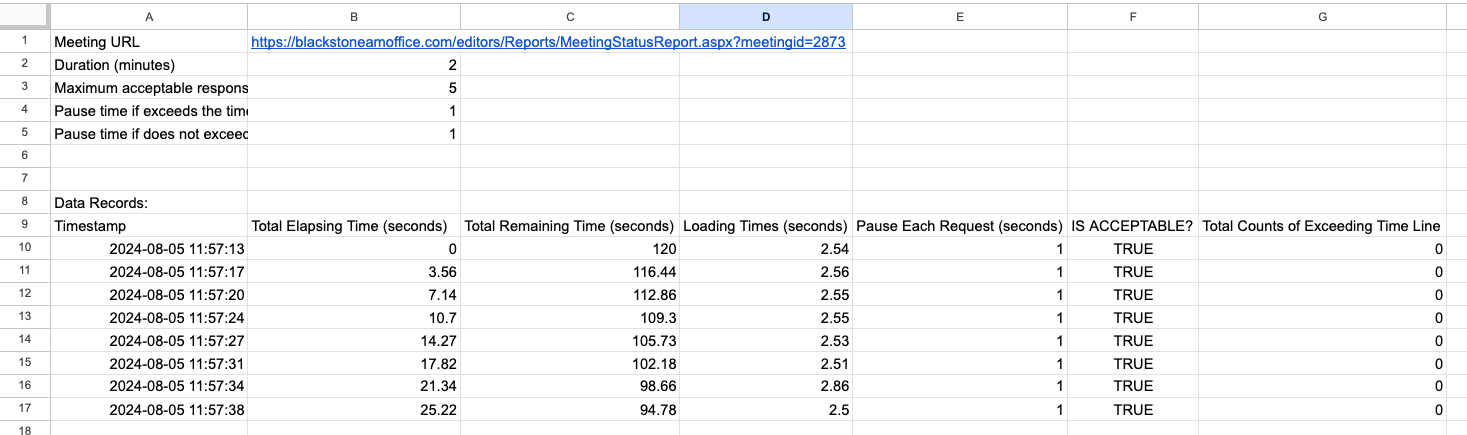 A B C D E F G
1 Meeting URL https://blackstoneamoffice.com/editors/Reports/MeetingStatusReport.aspx?meetingid=2873
2 Duration (minutes) 2
3 Maximum acceptable respons 5
4 Pause time if exceeds the time 1
5 Pause time if does not exceed 1
6
7
8 Data Records:
9 Timestamp Total Elapsing Time (seconds) Total Remaining Time (seconds) Loading Times (seconds) Pause Each Request (seconds) IS ACCEPTABLE? Total Counts of Exceeding Time Line
10 2024-08-05 11:57:13 0 120 2.54 1 TRUE 0
11 2024-08-05 11:57:17 3.56 116.44 2.56 1 TRUE 0
12 2024-08-05 11:57:20 7.14 112.86 2.55 1 TRUE 0
13 2024-08-05 11:57:24 10.7 109.3 2.55 1 TRUE 0
14 2024-08-05 11:57:27 14.27 105.73 2.53 1 TRUE 0
15 2024-08-05 11:57:31 17.82 102.18 2.51 1 TRUE 0
16 2024-08-05 11:57:34 21.34 98.66 2.86 1 TRUE 0
17 2024-08-05 11:57:38 25.22 94.78 2.5 1 TRUE 0
18